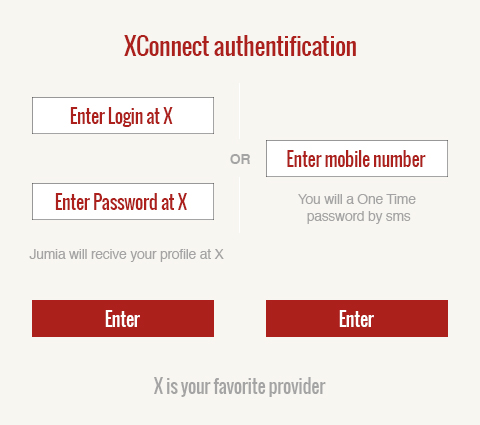 XConnect authentification
Enter Login at X
OR
Enter mobile number
Enter Password at X
You will a One Time
password by sms
Jumia will recive your profile at X
Enter
Enter
X is your favorite provider